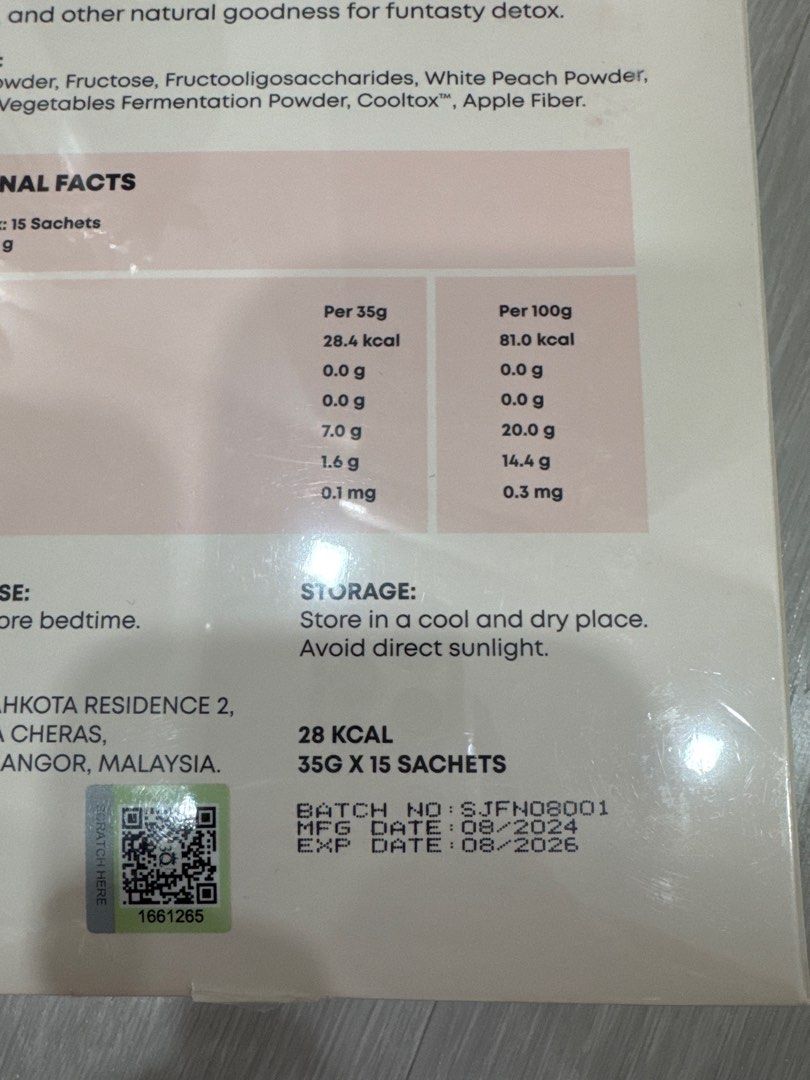 and other natural goodness for funtasty detox.
:
owder, Fructose, Fructooligosaccharides, White Peach Powder,
Vegetables Fermentation Powder, Cooltox™, Apple Fiber.
NAL FACTS
: 15 Sachets
g
Per 35g Per 100g
28.4 kcal 81.0 kcal
0.0 g 0.0 g
0.0 g 0.0 g
7.0 g 20.0 g
1.6 g 14.4 g
0.1 mg 0.3 mg
SE:
ore bedtime.
STORAGE:
Store in a cool and dry place.
Avoid direct sunlight.
AHKOTA RESIDENCE 2,
A CHERAS,
ANGOR, MALAYSIA.
28 KCAL
35G X 15 SACHETS
BATCH NO:SJFN08001
MFG DATE:08/2024
EXP DATE:08/2026
SCRATCH HERE
1661265